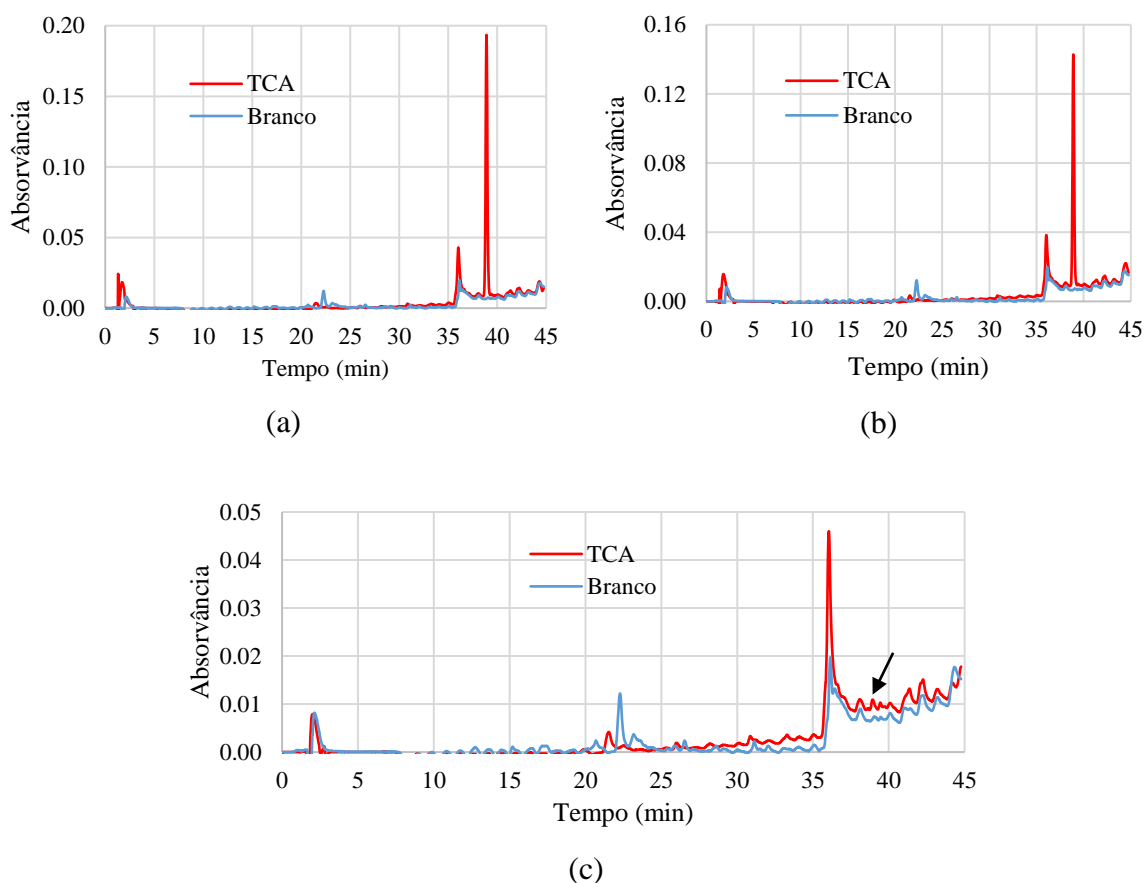 0.20
0.15
0.10
0.05
0.00
Absorvância
TCA
Branco
0 5 10 15 20 25 30 35 40 45
Tempo (min)
(a)
0.16
0.12
0.08
0.04
0.00
Absorvância
TCA
Branco
0 5 10 15 20 25 30 35 40 45
Tempo (min)
(b)
0.05
0.04
0.03
0.02
0.01
0.00
Absorvância
TCA
Branco
0 5 10 15 20 25 30 35 40 45
Tempo (min)
(c)